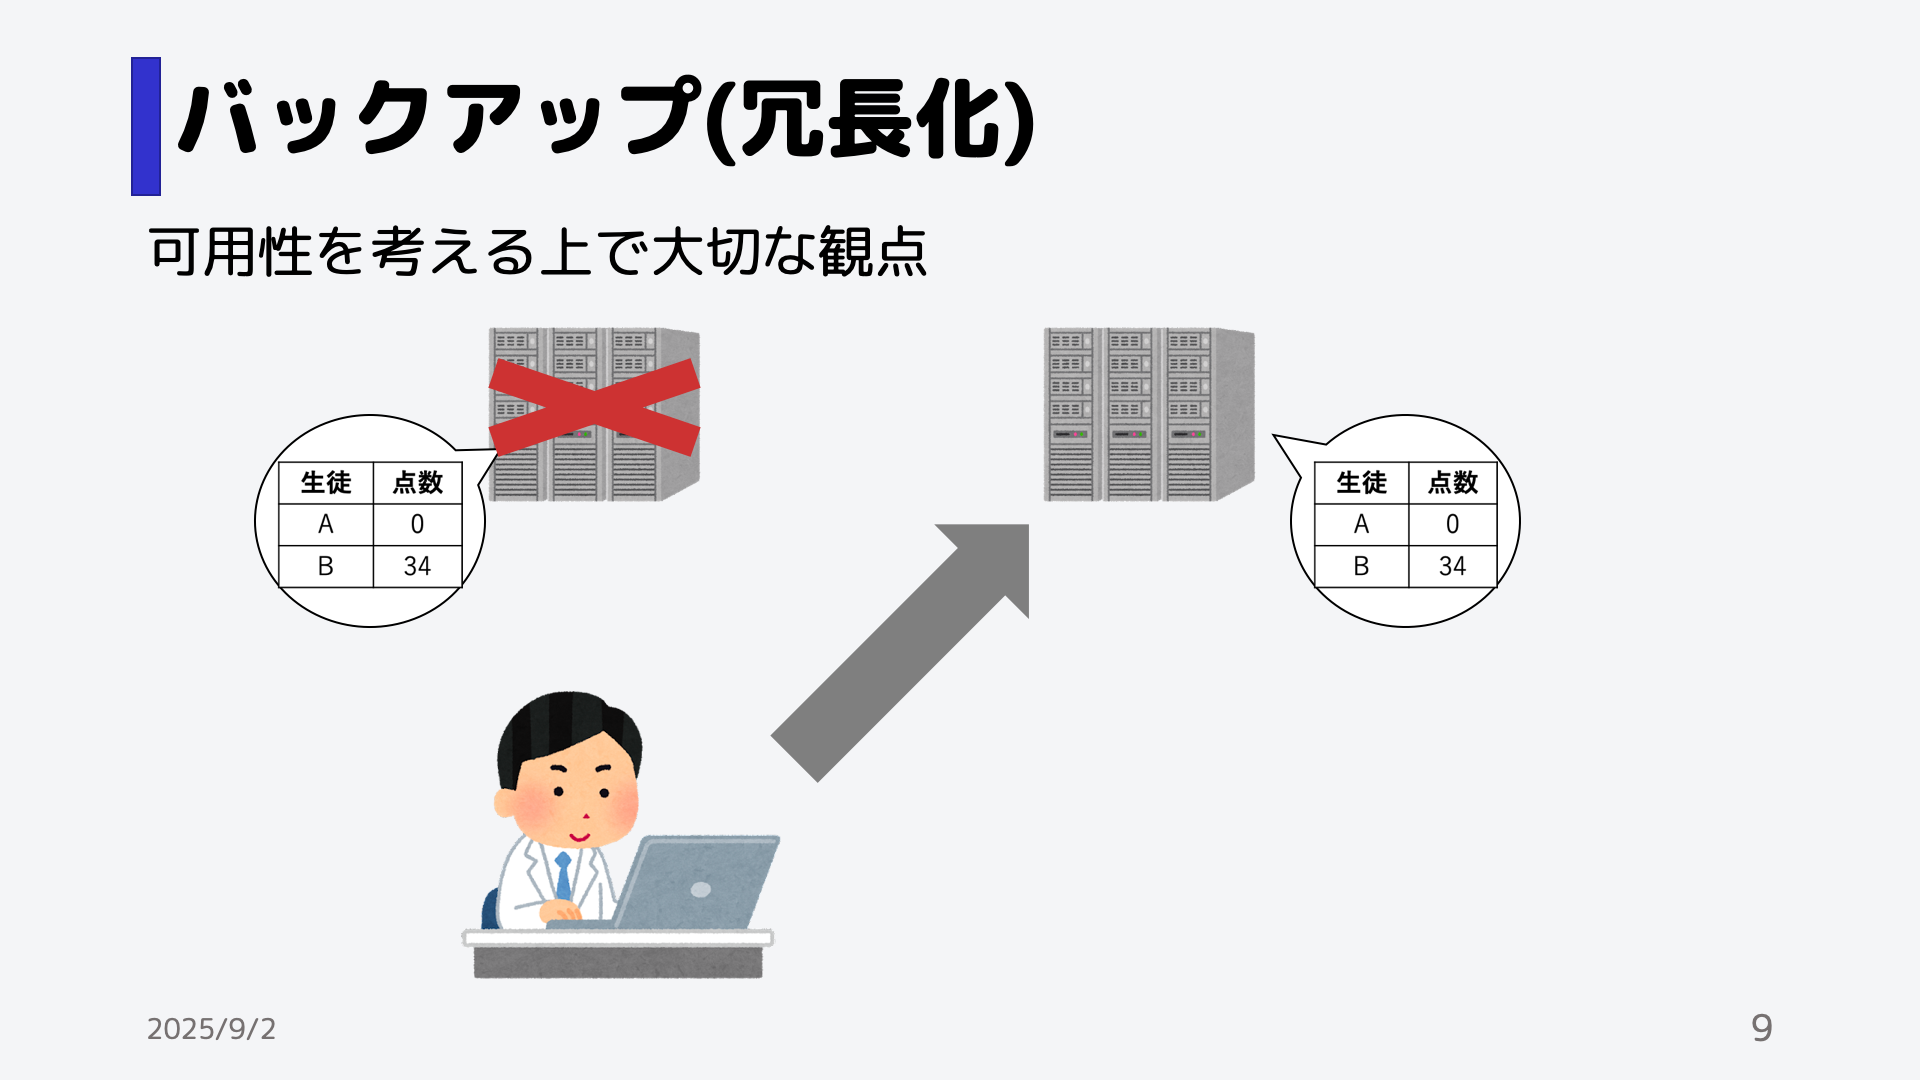 バックアップ(冗長化)
可用性を考える上で大切な観点
生徒 点数
A 0
B 34
生徒 点数
A 0
B 34
2025/9/2
9